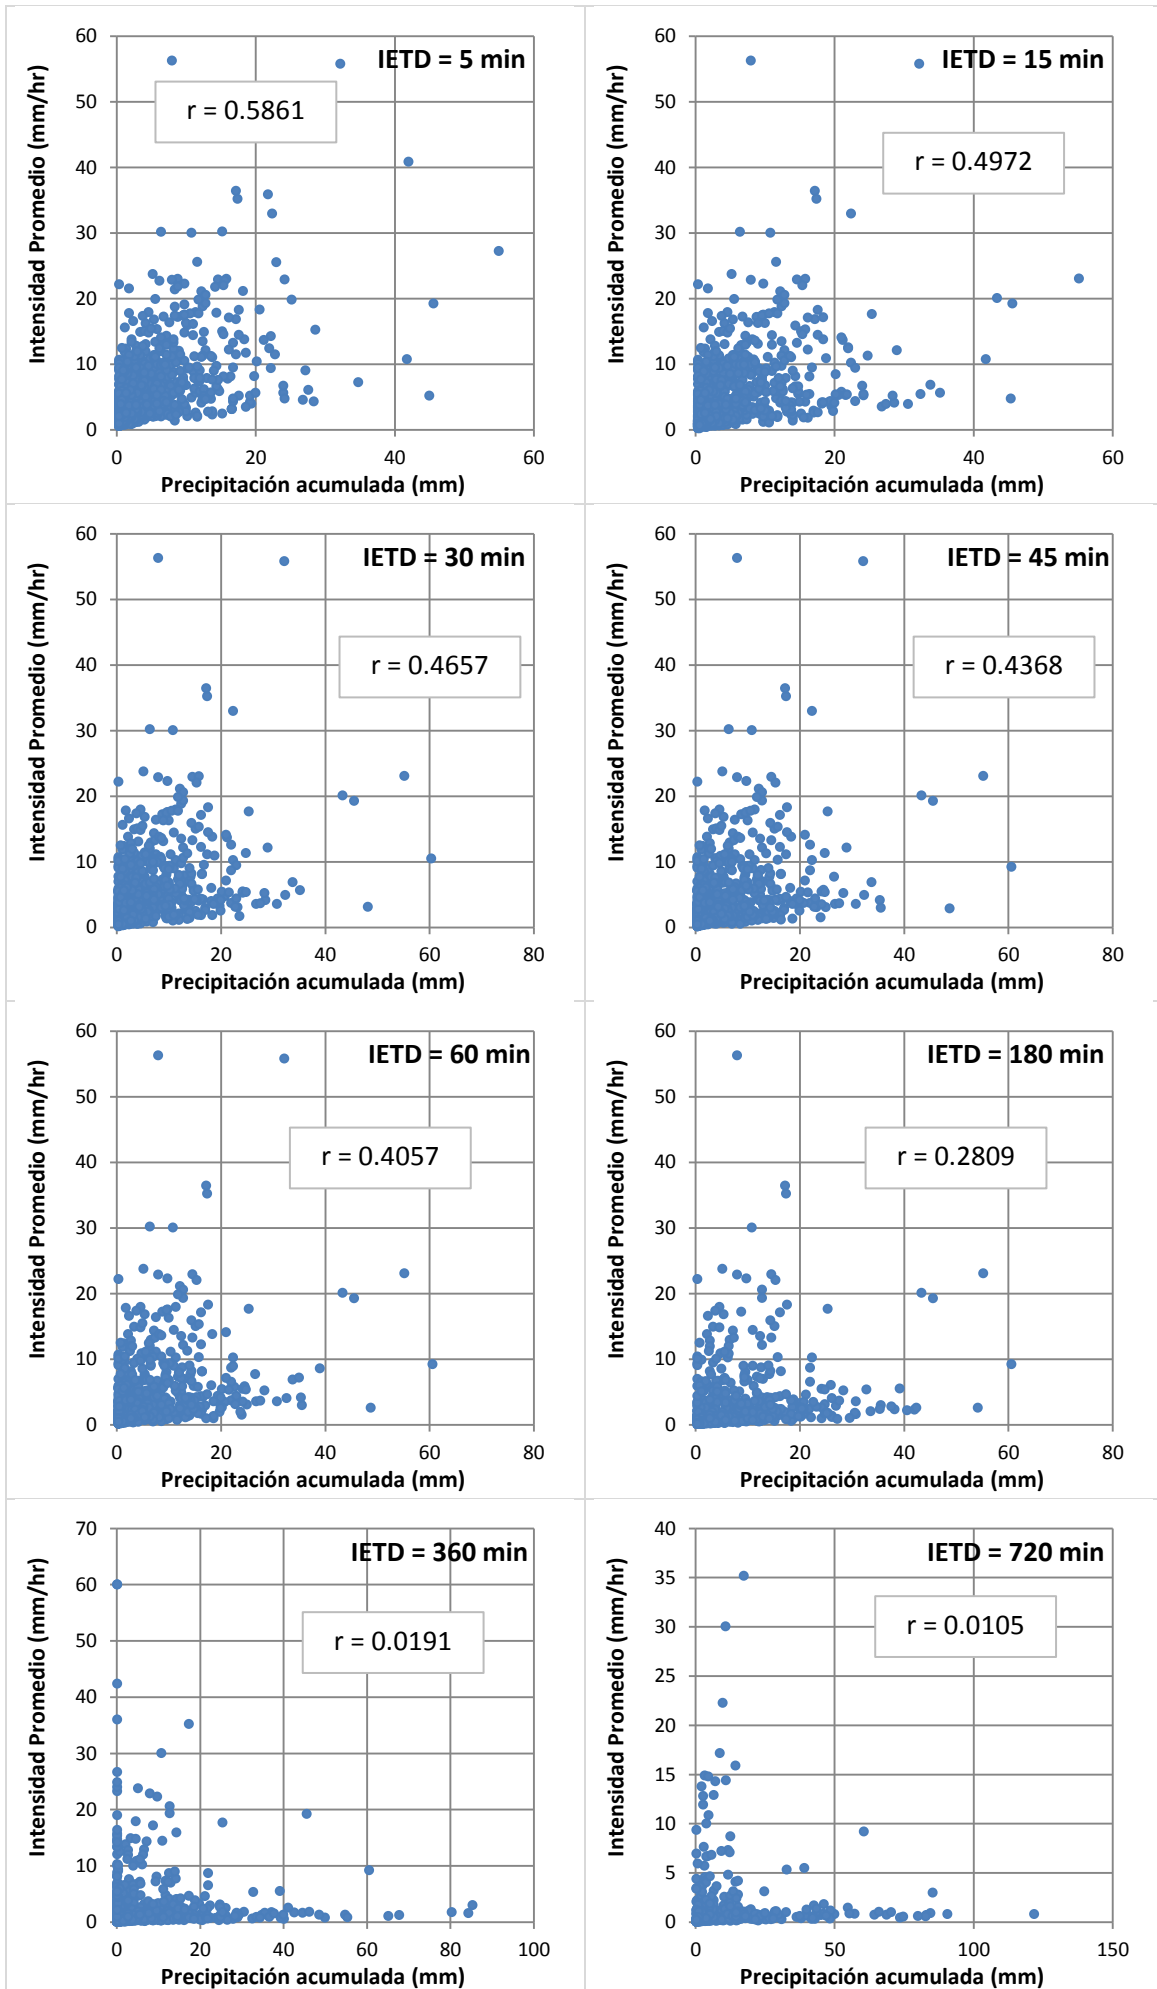 IETD = 5 min
r = 0.5861
Intensidad Promedio (mm/hr)
60
50
40
30
20
10
0
0 20 40 60
Precipitación acumulada (mm)
IETD = 15 min
r = 0.4972
Intensidad Promedio (mm/hr)
60
50
40
30
20
10
0
0 20 40 60
Precipitación acumulada (mm)
IETD = 30 min
r = 0.4657
Intensidad Promedio (mm/hr)
60
50
40
30
20
10
0
0 20 40 60 80
Precipitación acumulada (mm)
IETD = 45 min
r = 0.4368
Intensidad Promedio (mm/hr)
60
50
40
30
20
10
0
0 20 40 60 80
Precipitación acumulada (mm)
IETD = 60 min
r = 0.4057
Intensidad Promedio (mm/hr)
60
50
40
30
20
10
0
0 20 40 60 80
Precipitación acumulada (mm)
IETD = 180 min
r = 0.2809
Intensidad Promedio (mm/hr)
60
50
40
30
20
10
0
0 20 40 60 80
Precipitación acumulada (mm)
IETD = 360 min
r = 0.0191
Intensidad Promedio (mm/hr)
70
60
50
40
30
20
10
0
0 20 40 60 80 100
Precipitación acumulada (mm)
IETD = 720 min
r = 0.0105
Intensidad Promedio (mm/hr)
40
35
30
25
20
15
10
5
0
0 50 100 150
Precipitación acumulada (mm)